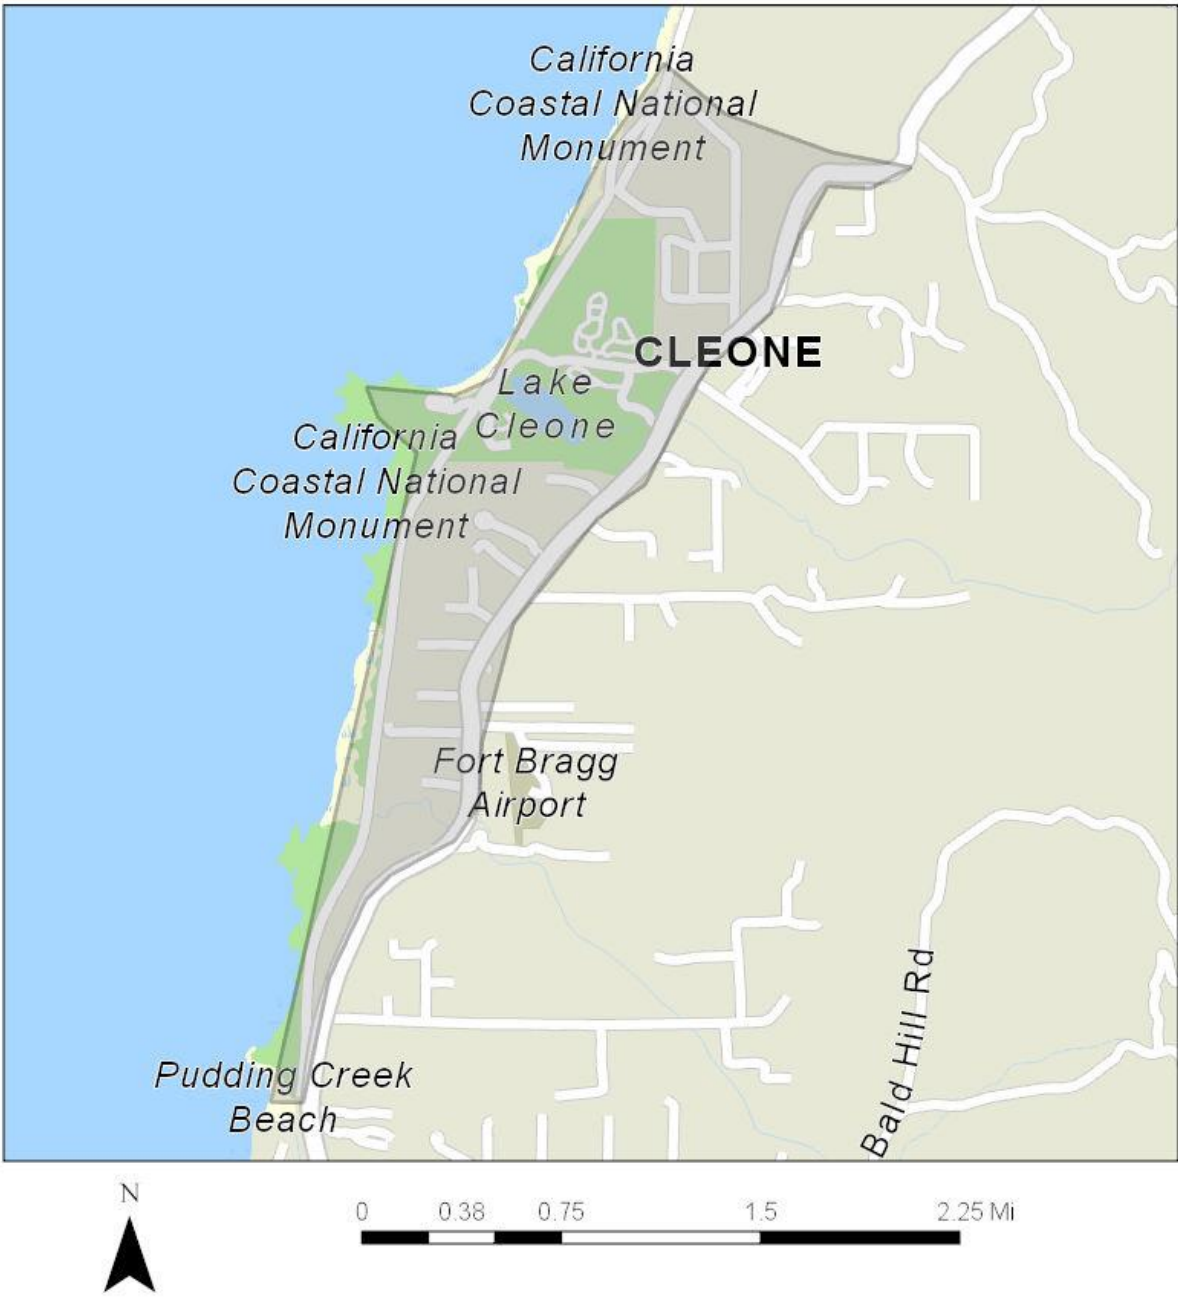 California
Coastal National
Monument
CLEONE
Lake
Cleone
California
Coastal National
Monument
Fort Bragg
Airport
Bald Hill Rd
Pudding Creek
Beach
N
0 0.38 0.75 1.5 2.25 Mi